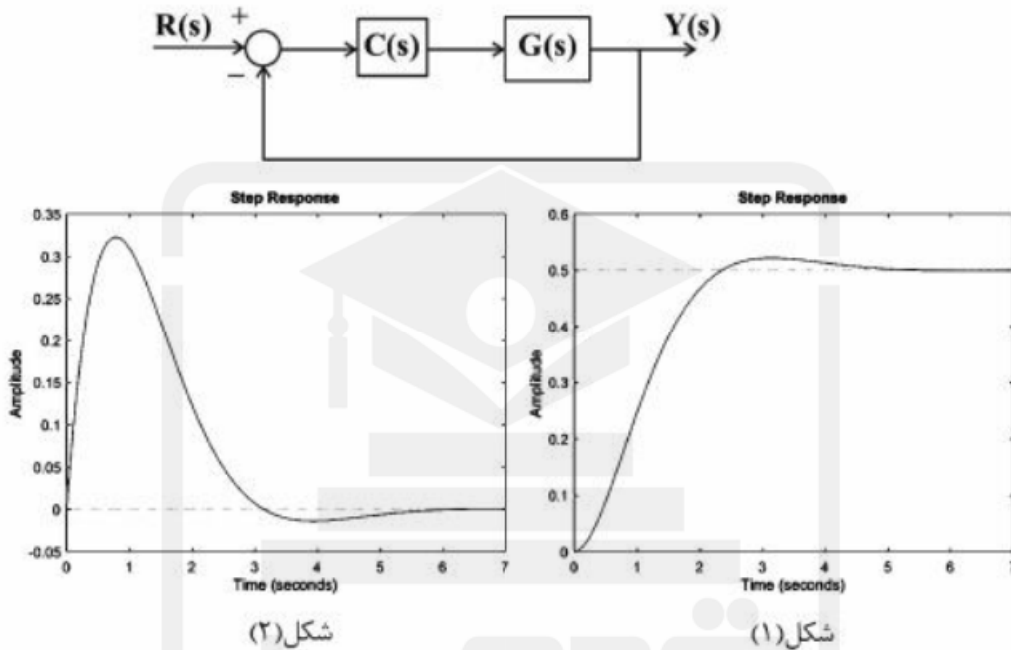 R(s) + − C(s) G(s) Y(s)
Step Response
Amplitude
0.35
0.3
0.25
0.2
0.15
0.1
0.05
0
-0.05
0 1 2 3 4 5 6 7
Time (seconds)
شکل(۲)
Step Response
Amplitude
0.6
0.5
0.4
0.3
0.2
0.1
0
0 1 2 3 4 5 6 7
Time (seconds)
شکل(۱)